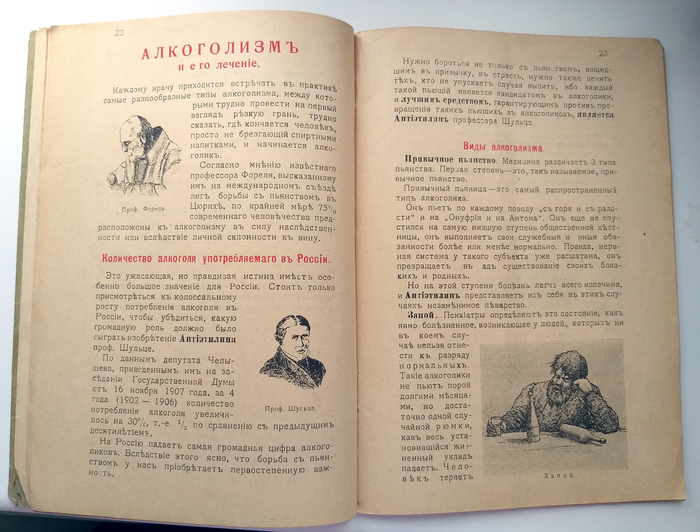 22
АЛКОГОЛИЗМЪ
и его леченіе.
Каждому врачу приходится встрѣчать въ практикѣ
самые разнообразные типы алкоголизма, между кото-
рыми трудно провести на первый
взглядъ рѣзкую грань, трудно
сказать, гдѣ кончается человѣкъ,
просто не брезгающій спиртными
напитками, и начинается алко-
голикъ.
Согласно мнѣнію извѣстнаго
профессора Фореля, высказанному
имъ на международномъ съѣздѣ
лигъ борьбы съ пьянствомъ въ
Цюрихѣ, по крайней мѣрѣ 75%
современнаго человѣчества пред-
расположены къ алкоголизму въ силу наслѣдствен-
ности или вслѣдствіе личной склонности къ вину.
Проф. Форель.
Количество алкоголя употребляемаго въ Россіи.
Это ужасающая, но правдивая истина имѣетъ осо-
бенно большое значеніе для Россіи. Стоитъ только
присмотрѣться къ колоссальному
росту потребленія алкоголя въ
Россіи, чтобы убѣдиться, какую
громадную роль должно было
сыграть изобрѣтеніе Антіэтилина
проф. Шульце.
По даннымъ депутата Челы-
шева, приведеннымъ имъ на за-
сѣданіи Государственной Думы
отъ 16 ноября 1907 года, за 4
года (1902—1906) количество
потребленія алкоголя увеличи-
лось на 30%, т.-е. 1/3 по сравненію съ предыдущимъ
десятилѣтіемъ.
Проф. Шульце.
На Россію падаетъ самая громадная цифра алкого-
ликовъ. Вслѣдствіе этого ясно, что борьба съ пьян-
ствомъ у насъ пріобрѣтаетъ первостепенную важ-
ность.
23
Нужно бороться не только съ пьянствомъ, вошед-
шимъ въ привычку, въ страсть, нужно также лечить
тѣхъ, кто не упускаетъ случая выпить, ибо каждый
такой пьющій является кандидатомъ въ алкоголики,
и лучшимъ средствомъ, гарантирующимъ противъ прев-
ращенія такихъ пьющихъ въ алкоголиковъ, является
Антіэтилинъ профессора Шульце.
Виды алкоголизма.
Привычное пьянство. Медицина различаетъ 3 типа
пьянства. Первая степень—это, такъ называемое, при-
вычное пьянство.
Привычный пьяница—это самый распространенный
типъ алкоголика.
Онъ пьетъ по каждому поводу „съ горя и съ радо-
сти“ и на „Онуфрія и на Антона“. Онъ еще не опу-
стился на самую низшую ступень общественной лѣст-
ницы, онъ выполняетъ свои служебныя и иныя обя-
занности болѣе или менѣе нормально. Правда, нерв-
ная система у такого субъекта уже расшатана, онъ
превращаетъ въ адъ существованіе своихъ близ-
кихъ и родныхъ.
Но на этой ступени болѣзнь легче всего излечима,
и Антіэтилинъ представляетъ изъ себя въ этихъ слу-
чаяхъ незамѣнимое лѣкарство.
Запой. Психіатры опредѣляютъ это состояніе, какъ
явно болѣзненное, возникающее у людей, которыхъ ни
въ коемъ слу-
чаѣ нельзя отне-
сти къ разряду
нормальныхъ.
Такіе алкоголики
не пьютъ порой
долгими мѣсяца-
ми, но доста-
точно одной слу-
чайной рюмки,
какъ весь уста-
новившійся жиз-
ненный укладъ
падаетъ. Чело-
вѣкъ теряетъ
Запой.